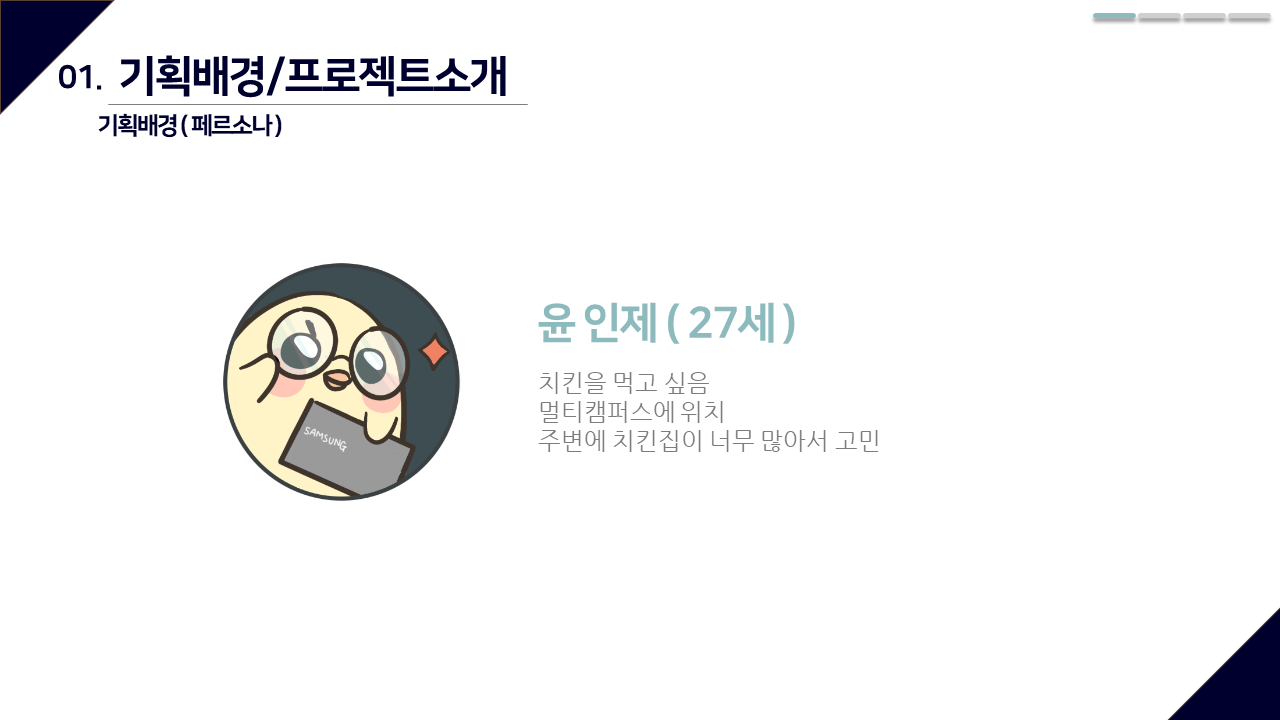 01. 기획배경/프로젝트소개
기획배경 ( 페르소나 )
윤 인제 ( 27세 )
치킨을 먹고 싶음
멀티캠퍼스에 위치
주변에 치킨집이 너무 많아서 고민
SAMSUNG